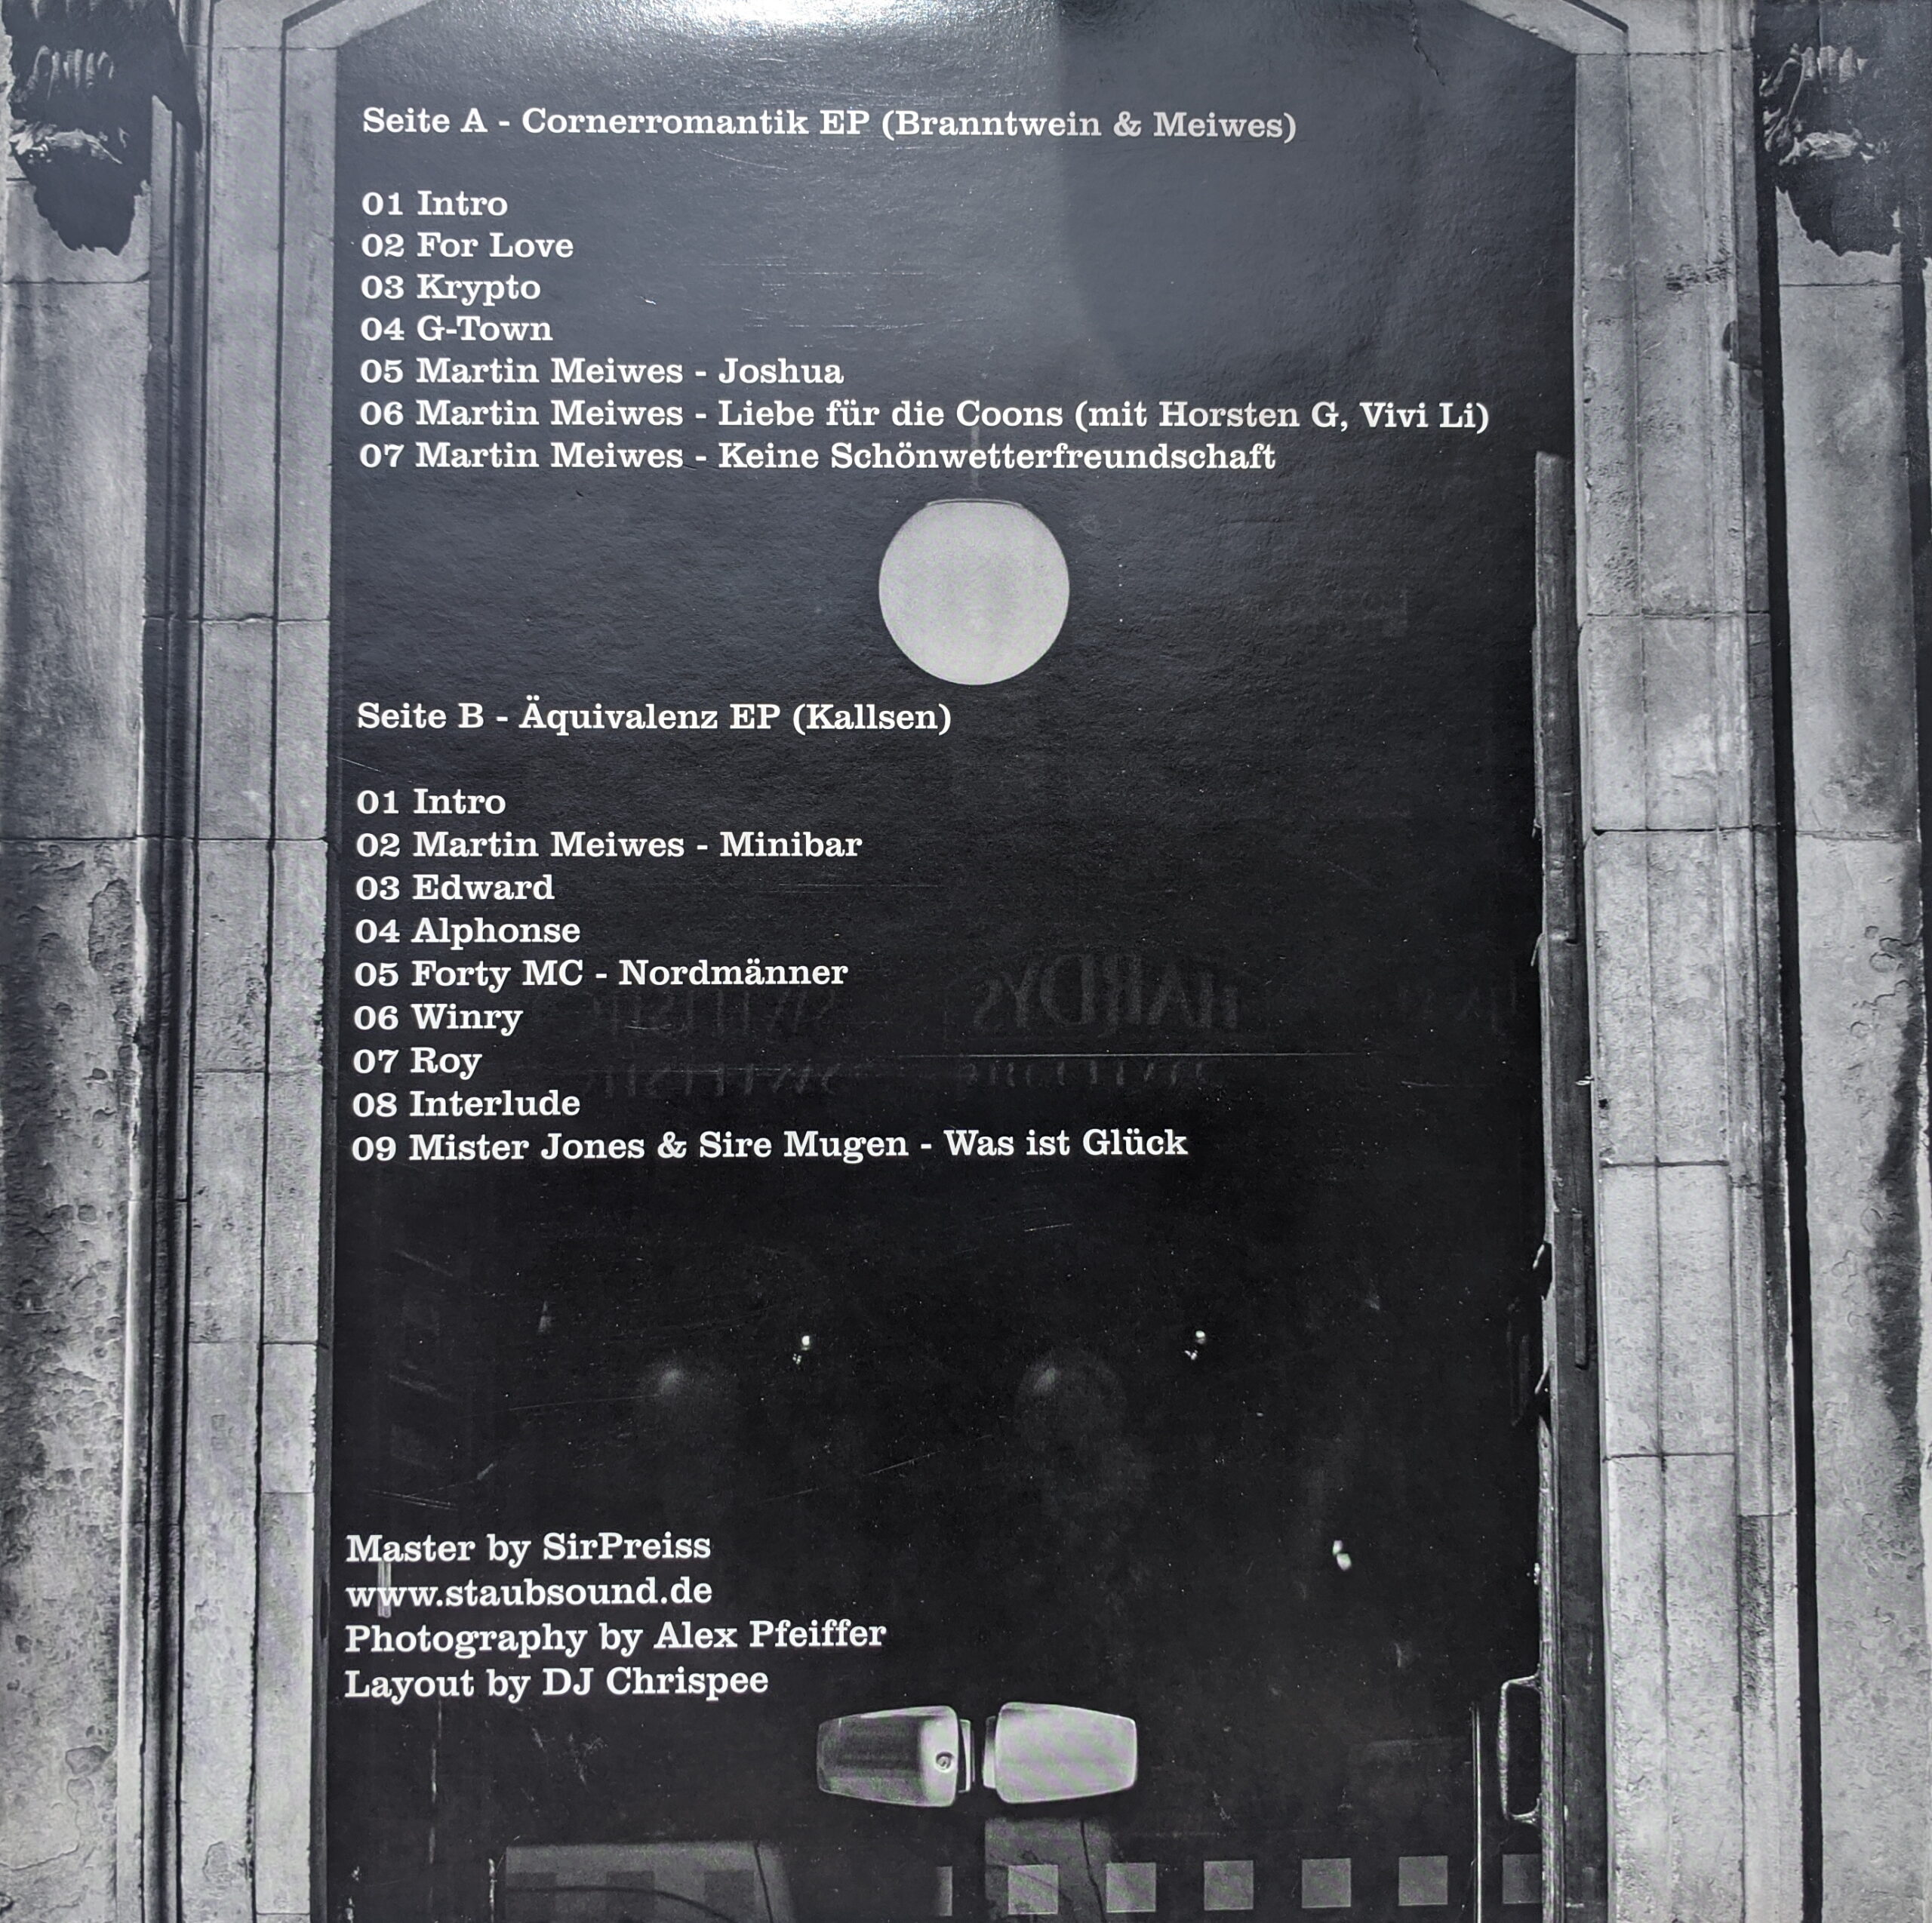 Seite A - Cornerromantik EP (Branntwein & Meiwes)
01 Intro
02 For Love
03 Krypto
04 G-Town
05 Martin Meiwes - Joshua
06 Martin Meiwes - Liebe für die Coons (mit Horsten G, Vivi Li)
07 Martin Meiwes - Keine Schönwetterfreundschaft
Seite B - Äquivalenz EP (Kallsen)
01 Intro
02 Martin Meiwes - Minibar
03 Edward
04 Alphonse
05 Forty MC - Nordmänner
06 Winry
HARDYS
07 Roy
08 Interlude
09 Mister Jones & Sire Mugen - Was ist Glück
Master by SirPreiss
www.staubsound.de
Photography by Alex Pfeiffer
Layout by DJ Chrispee